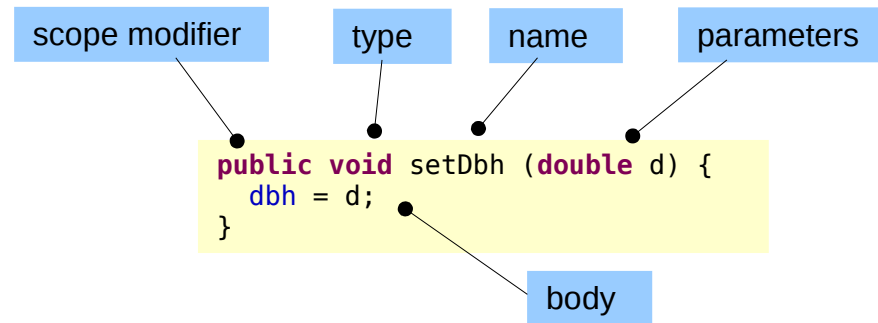 scope modifier type name parameters
public void setDbh (double d) {
dbh = d;
}
body